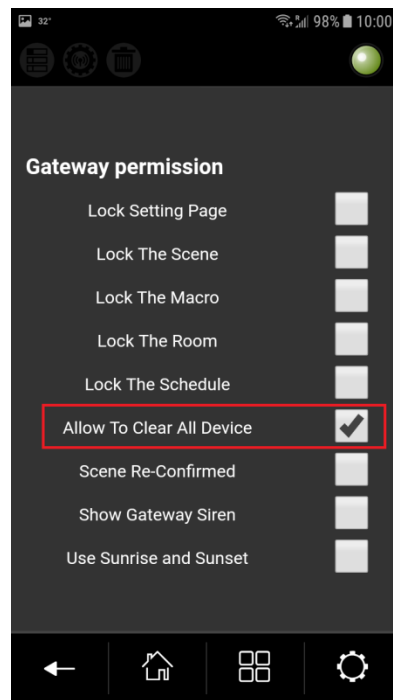 32° 98% 10:00
Gateway permission
Lock Setting Page
Lock The Scene
Lock The Macro
Lock The Room
Lock The Schedule
Allow To Clear All Device
Scene Re-Confirmed
Show Gateway Siren
Use Sunrise and Sunset